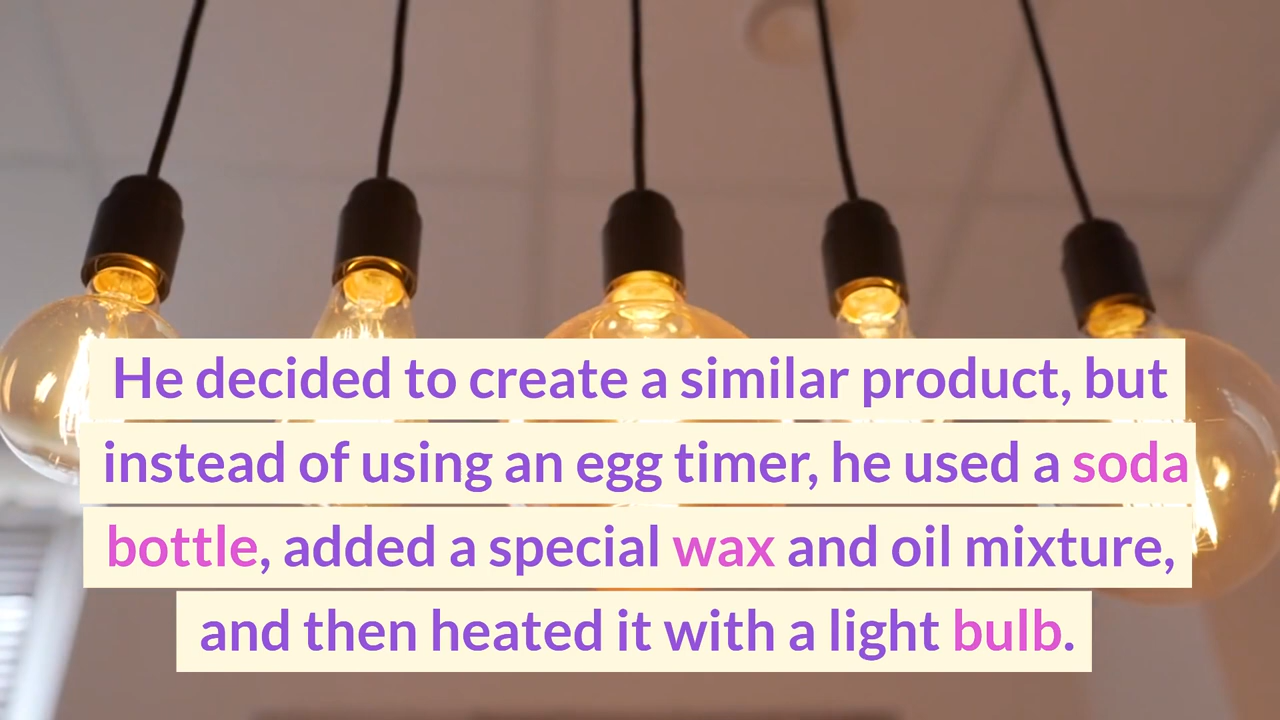 He decided to create a similar product, but
instead of using an egg timer, he used a soda
bottle, added a special wax and oil mixture,
and then heated it with a light bulb.